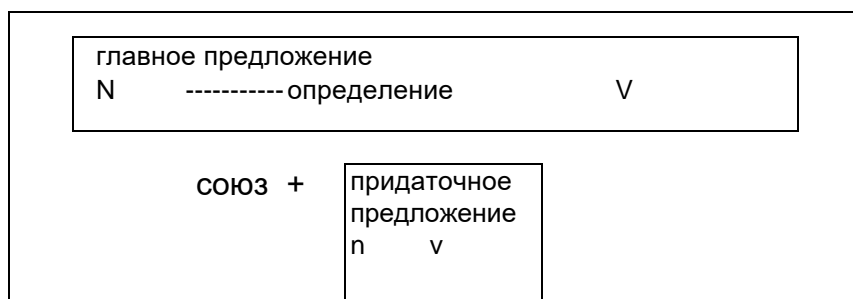 главное предложение
N -----------определение V
союз + придаточное
предложение
n v